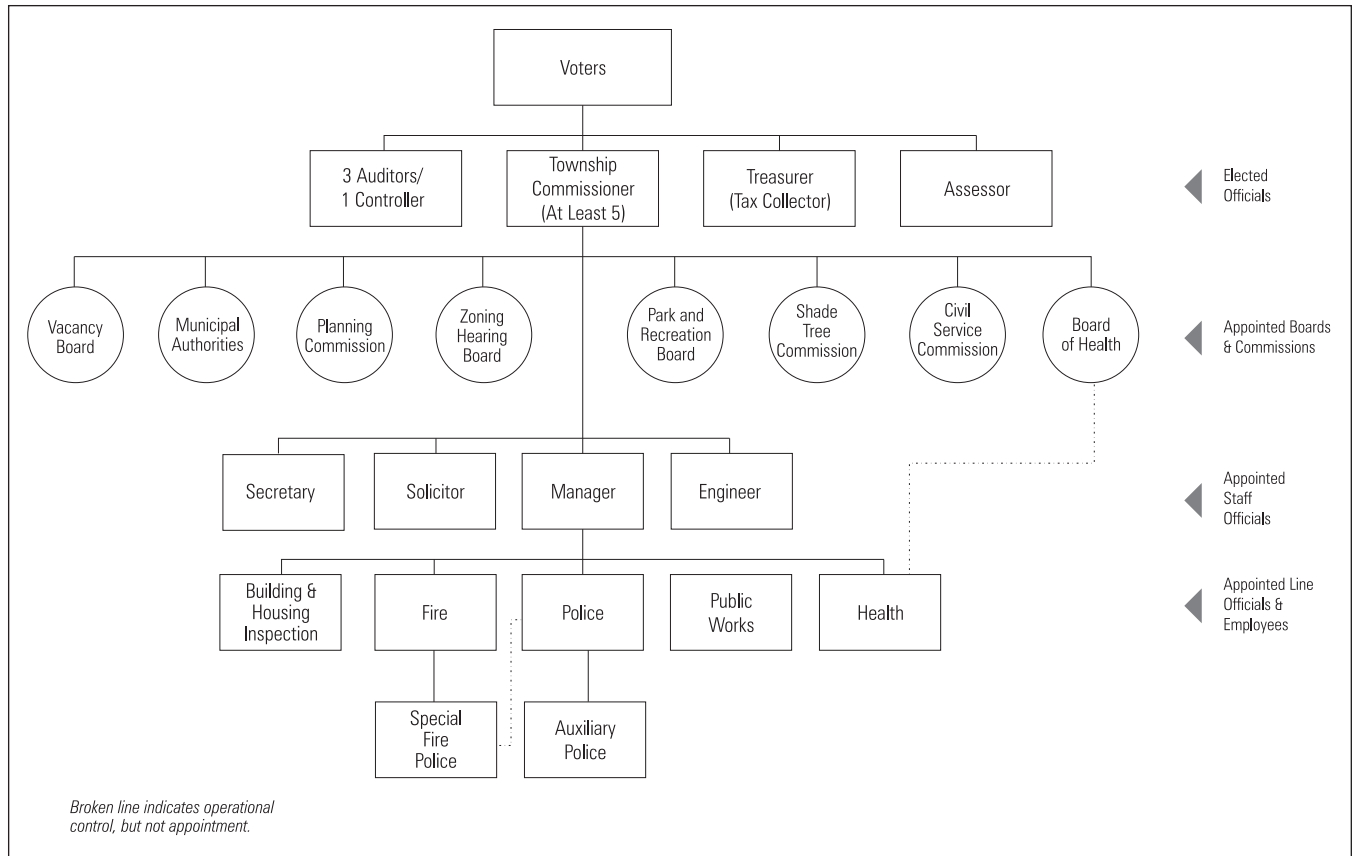 Voters
3 Auditors/
1 Controller
Township
Commissioner
(At Least 5)
Treasurer
(Tax Collector)
Assessor
Elected
Officials
Vacancy
Board
Municipal
Authorities
Planning
Commission
Zoning
Hearing
Board
Park and
Recreation
Board
Shade
Tree
Commission
Civil
Service
Commission
Board
of Health
Appointed Boards
& Commissions
Secretary
Solicitor
Manager
Engineer
Appointed
Staff
Officials
Building &
Housing
Inspection
Fire
Police
Public
Works
Health
Appointed Line
Officials &
Employees
Special
Fire
Police
Auxiliary
Police
Broken line indicates operational
control, but not appointment.